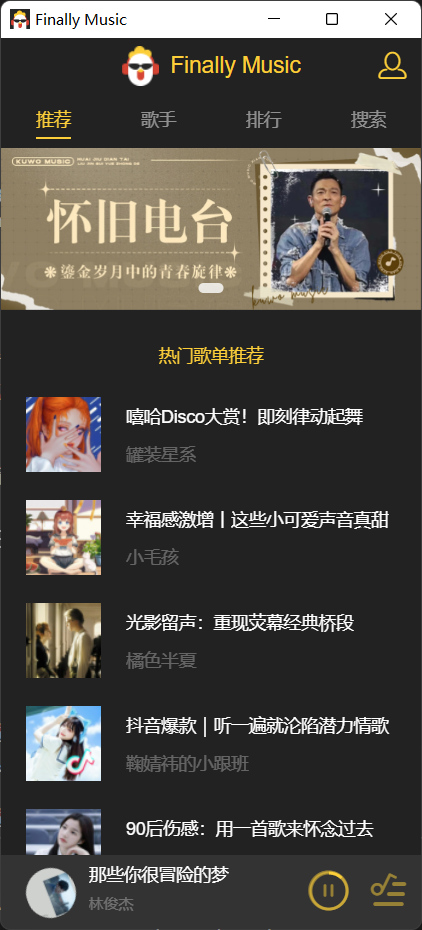 Finally Music
Finally Music
推荐 歌手 排行 搜索
KUWO MUSIC
HUAI JIU DIAN TAI
怀旧电台
鎏金岁月中的青春旋律
热门歌单推荐
嘻哈Disco大赏！即刻律动起舞
罐装星系
幸福感激增丨这些小可爱声音真甜
小毛孩
光影留声：重现荧幕经典桥段
橘色半夏
抖音爆款｜听一遍就沦陷潜力情歌
鞠婧祎的小跟班
90后伤感：用一首歌来怀念过去
那些你很冒险的梦
林俊杰